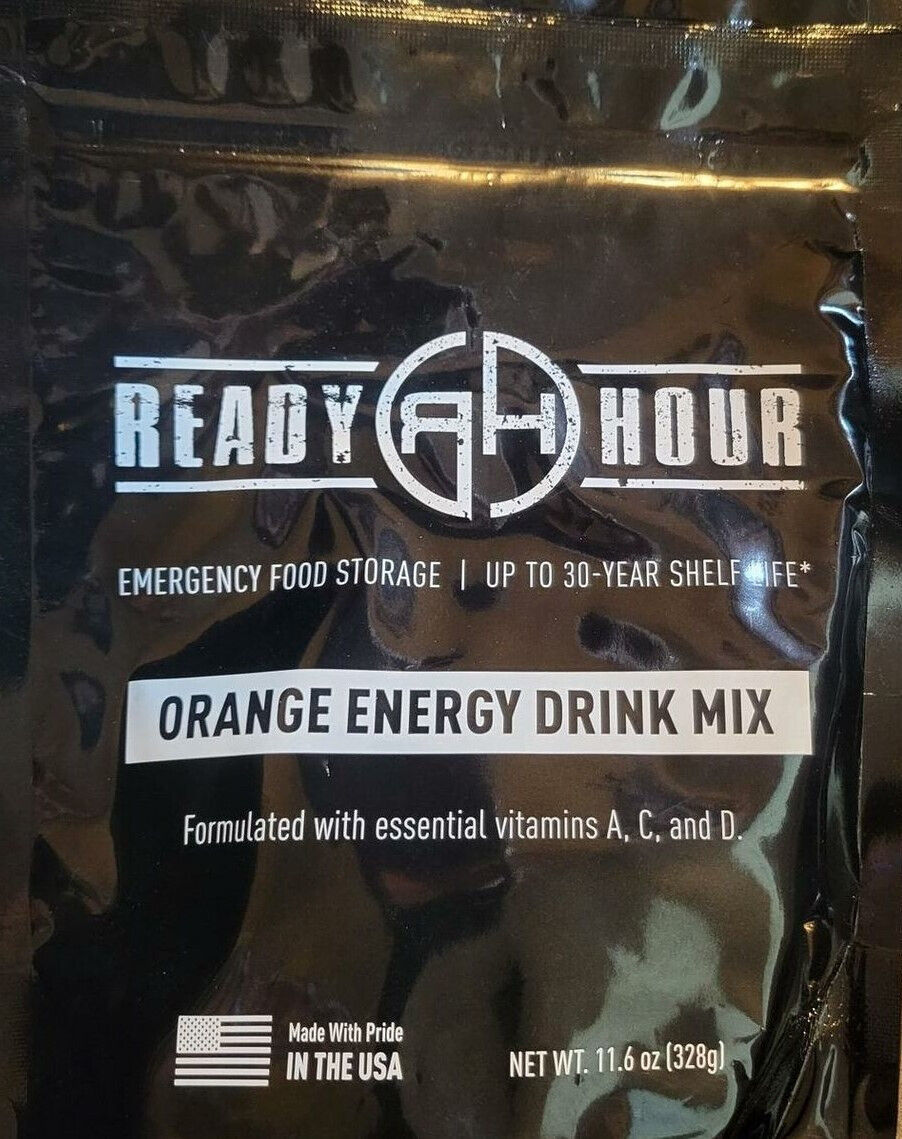 READY RH HOUR
EMERGENCY FOOD STORAGE | UP TO 30-YEAR SHELF LIFE*
ORANGE ENERGY DRINK MIX
Formulated with essential vitamins A, C, and D.
Made With Pride
IN THE USA
NET WT. 11.6 oz (328g)